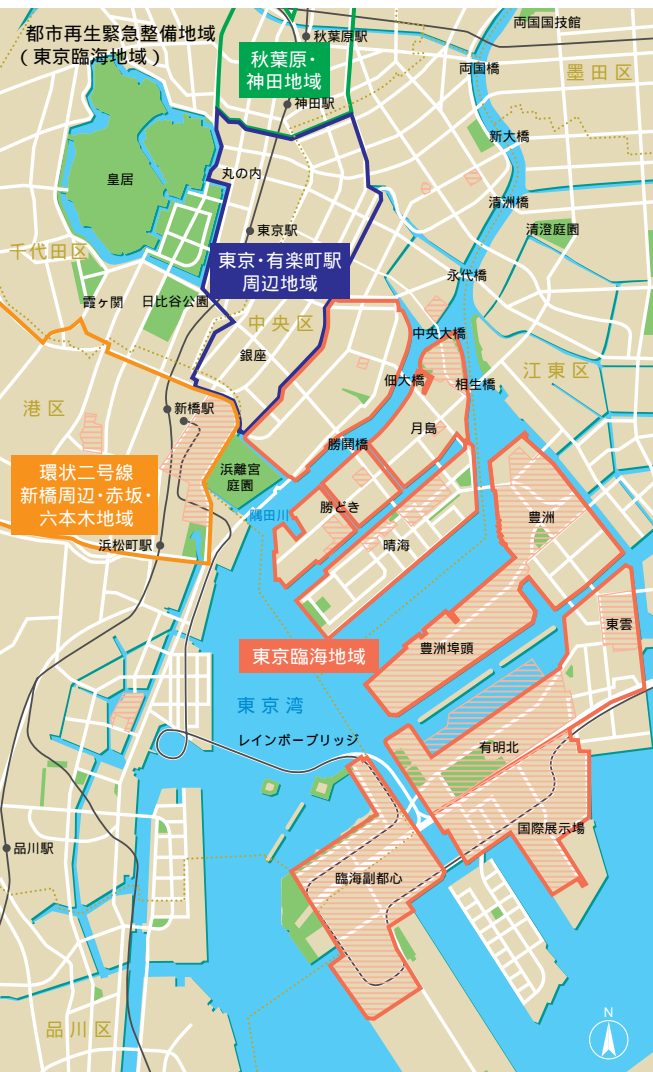 都市再生緊急整備地域
（東京臨海地域）
秋葉原駅
両国国技館
秋葉原・
神田地域
両国橋
墨田区
神田駅
新大橋
皇居
丸の内
清洲橋
東京駅
清澄庭園
千代田区
東京・有楽町駅
周辺地域
永代橋
霞ヶ関
日比谷公園
中央区
中央大橋
銀座
佃大橋
相生橋
江東区
港区
新橋駅
月島
勝鬨橋
環状二号線
新橋周辺・赤坂・
六本木地域
浜離宮
庭園
隅田川
勝どき
豊洲
浜松町駅
晴海
東雲
東京臨海地域
豊洲埠頭
東京湾
レインボーブリッジ
有明北
国際展示場
品川駅
臨海副都心
品川区
N